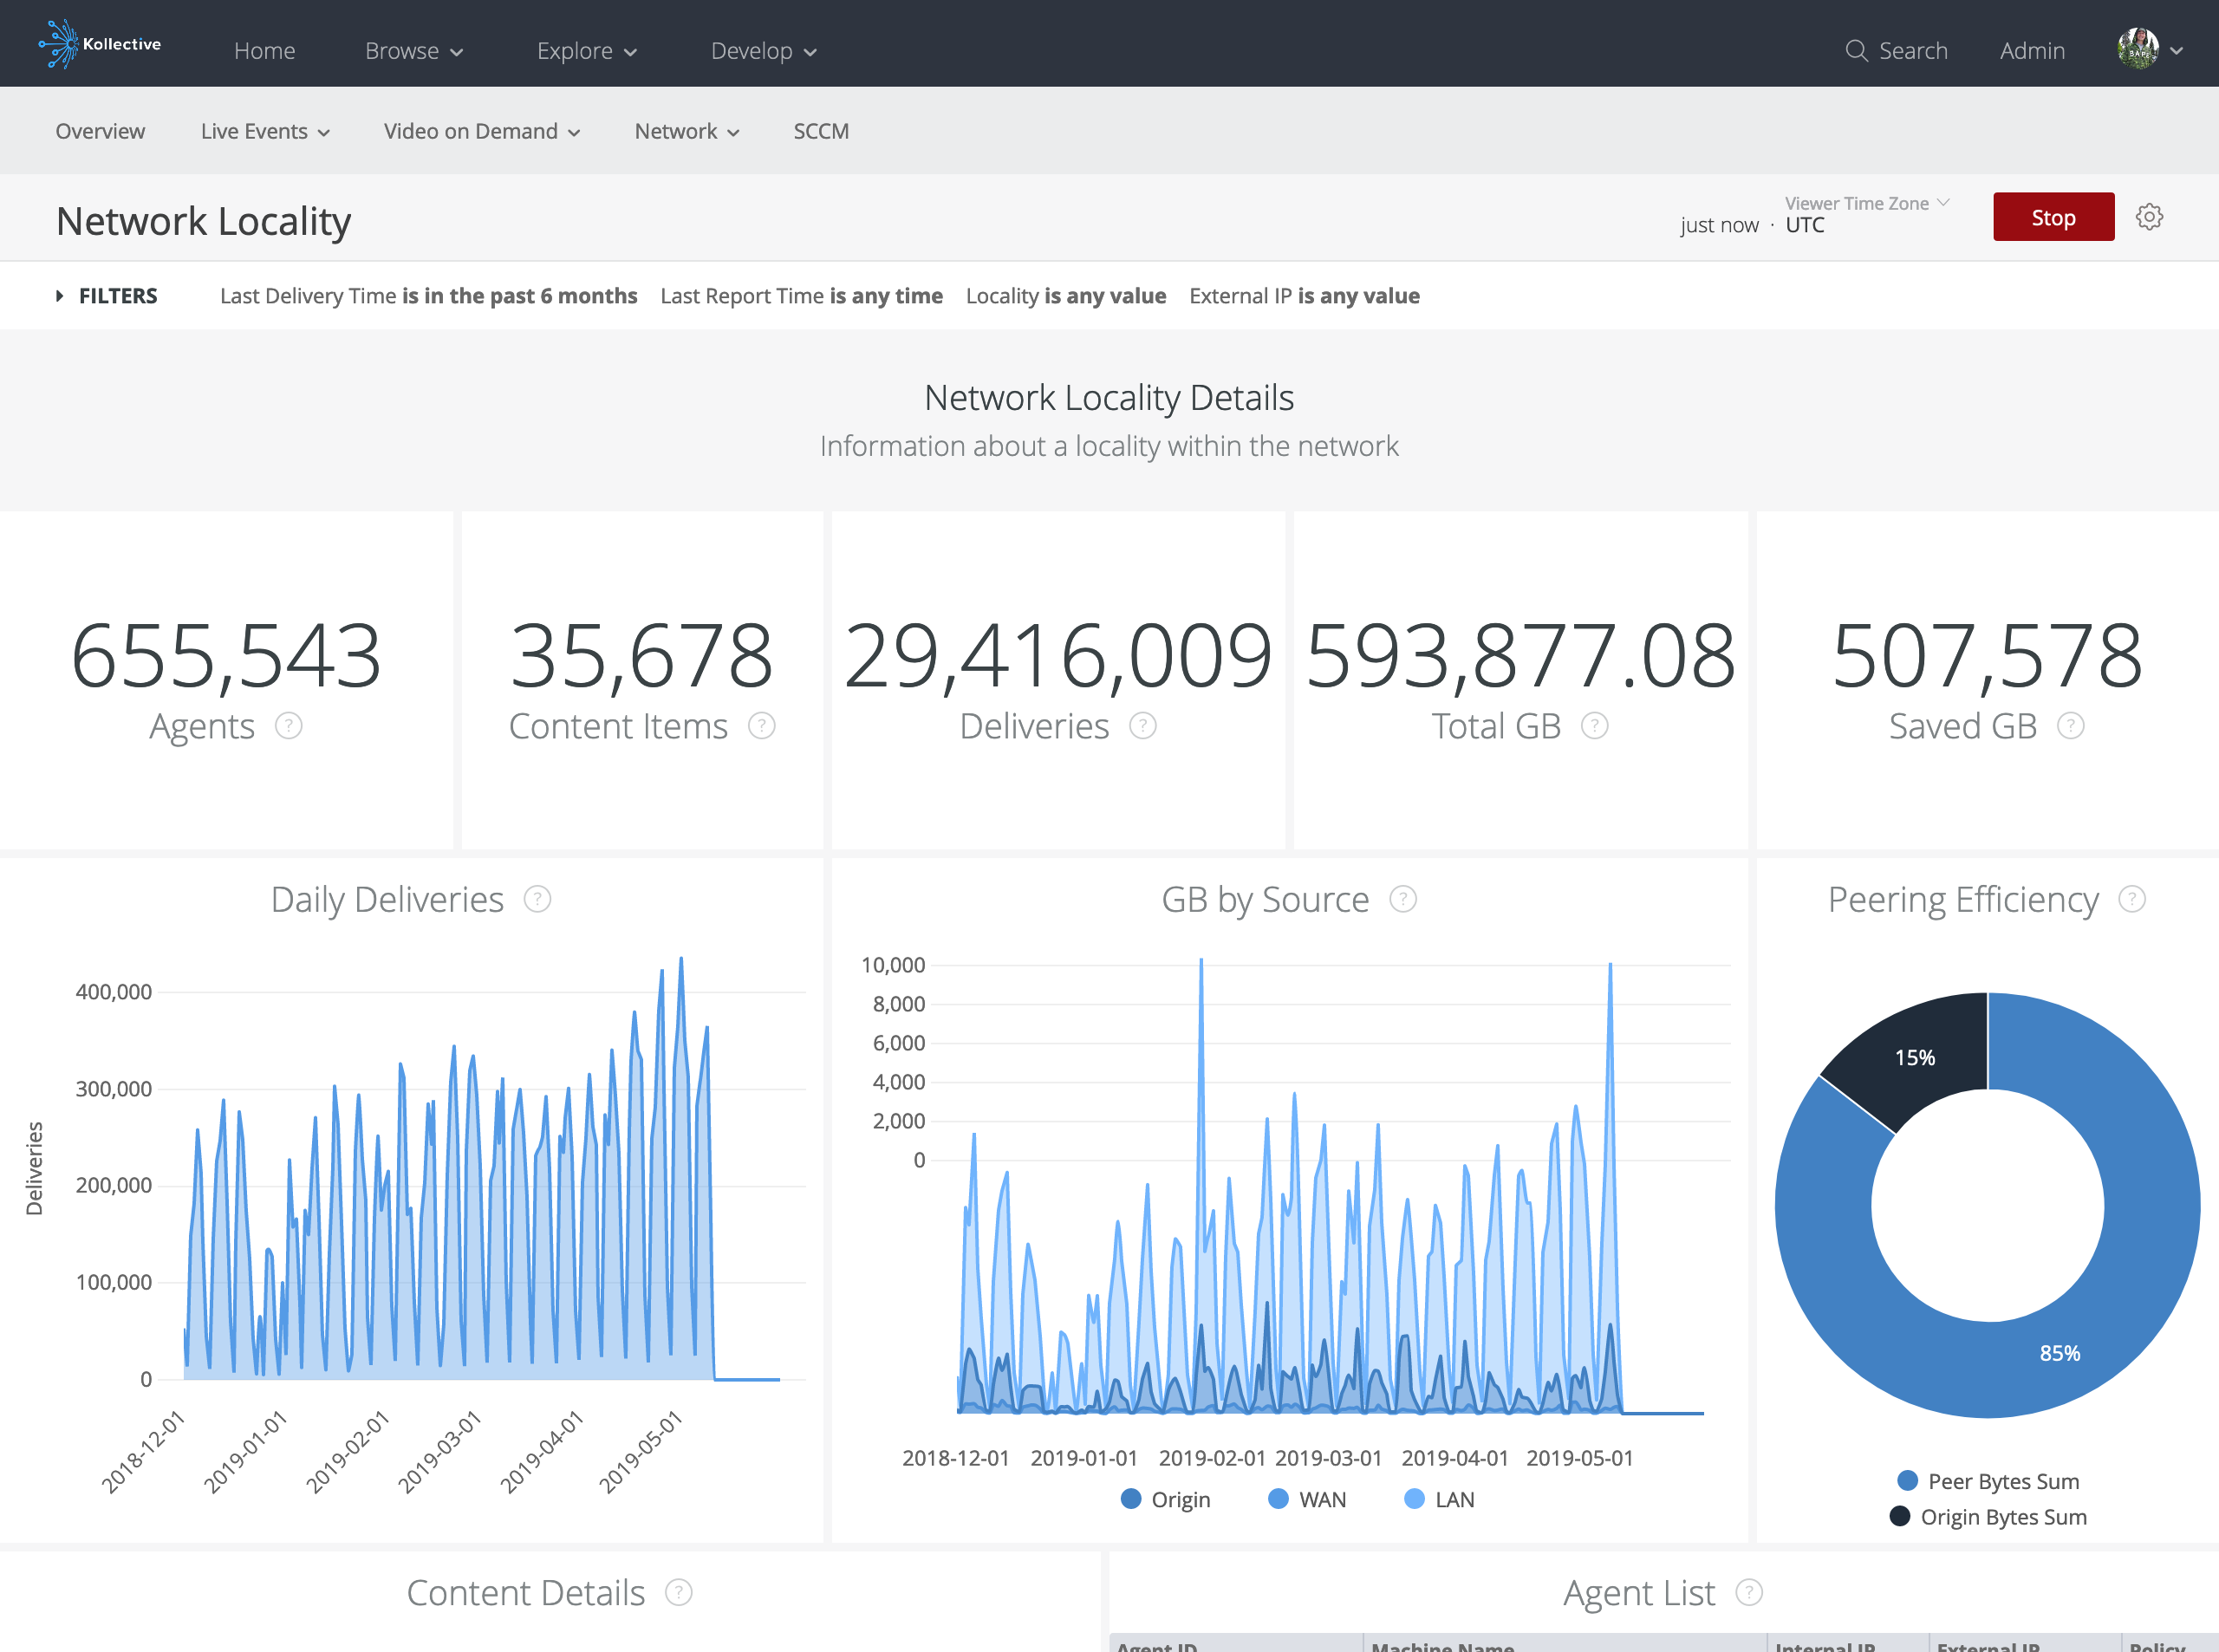 Kollective Home Browse Explore Develop Search Admin
Overview Live Events Video on Demand Network SCCM
Network Locality
Viewer Time Zone
just now · UTC
Stop
FILTERS Last Delivery Time is in the past 6 months Last Report Time is any time Locality is any value External IP is any value
Network Locality Details
Information about a locality within the network
655,543
Agents ?
35,678
Content Items ?
29,416,009
Deliveries ?
593,877.08
Total GB ?
507,578
Saved GB ?
Daily Deliveries ?
Deliveries
400,000
300,000
200,000
100,000
0
2018-12-01
2019-01-01
2019-02-01
2019-03-01
2019-04-01
2019-05-01
GB by Source ?
10,000
8,000
6,000
4,000
2,000
0
2018-12-01 2019-01-01 2019-02-01 2019-03-01 2019-04-01 2019-05-01
Origin WAN LAN
Peering Efficiency ?
15%
85%
Peer Bytes Sum
Origin Bytes Sum
Content Details ?
Agent List ?
Agent ID Machine Name Internal IP External IP Policy